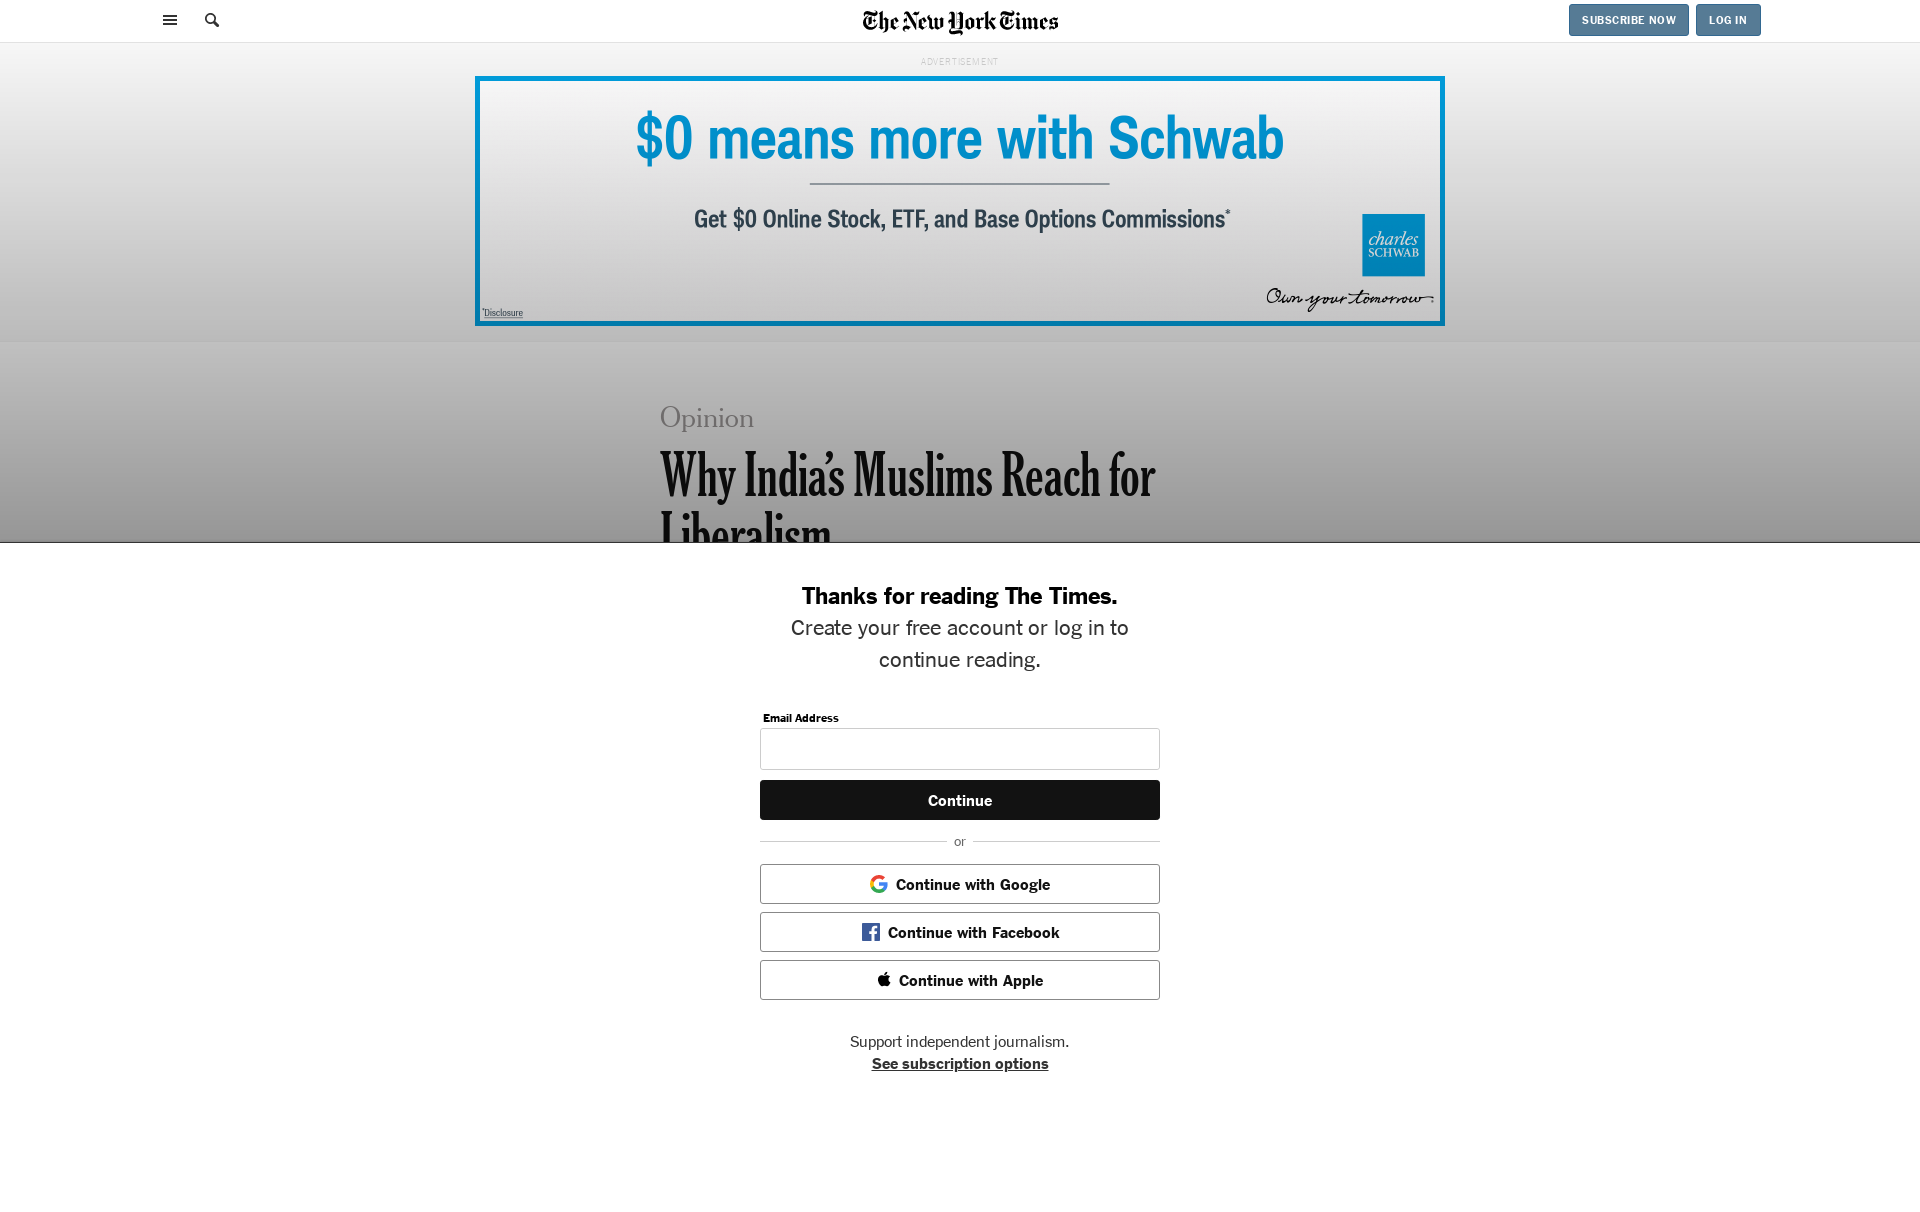 The New York Times
SUBSCRIBE NOW
LOG IN
ADVERTISEMENT
$0 means more with Schwab
Get $0 Online Stock, ETF, and Base Options Commissions*
charles
SCHWAB
Own your tomorrow
*Disclosure
Opinion
Why India’s Muslims Reach for
Liberalism
Thanks for reading The Times.
Create your free account or log in to
continue reading.
Email Address
Continue
or
Continue with Google
Continue with Facebook
Continue with Apple
Support independent journalism.
See subscription options